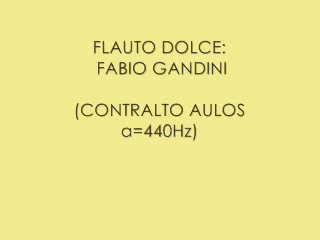 FLAUTO DOLCE:
FABIO GANDINI
(CONTRALTO AULOS
a=440Hz)